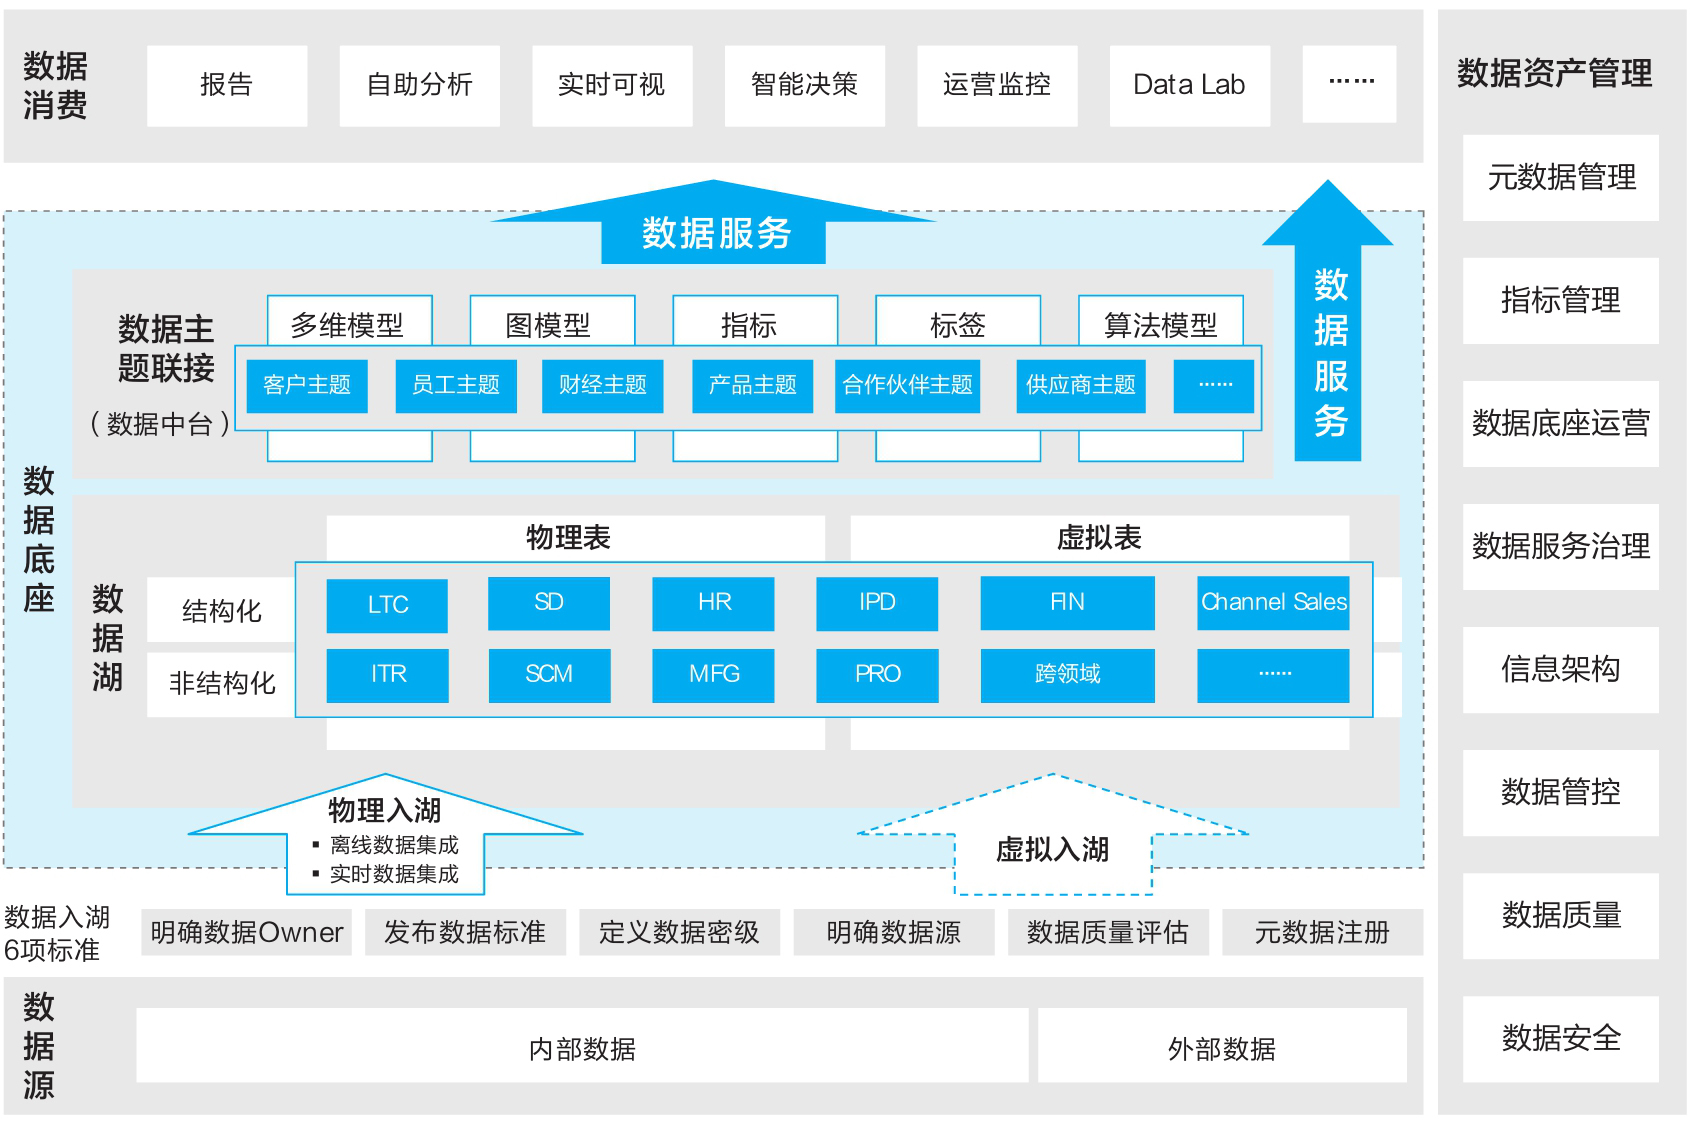 数据
消费
报告
自助分析
实时可视
智能决策
运营监控
Data Lab
……
数据服务
数据服务
数据底座
数据主
题联接
（数据中台）
多维模型
图模型
指标
标签
算法模型
客户主题
员工主题
财经主题
产品主题
合作伙伴主题
供应商主题
……
数据湖
物理表
虚拟表
结构化
LTC
SD
HR
IPD
FIN
Channel Sales
非结构化
ITR
SCM
MFG
PRO
跨领域
……
物理入湖
▪ 离线数据集成
▪ 实时数据集成
虚拟入湖
数据入湖
6项标准
明确数据Owner
发布数据标准
定义数据密级
明确数据源
数据质量评估
元数据注册
数据源
内部数据
外部数据
数据资产管理
元数据管理
指标管理
数据底座运营
数据服务治理
信息架构
数据管控
数据质量
数据安全